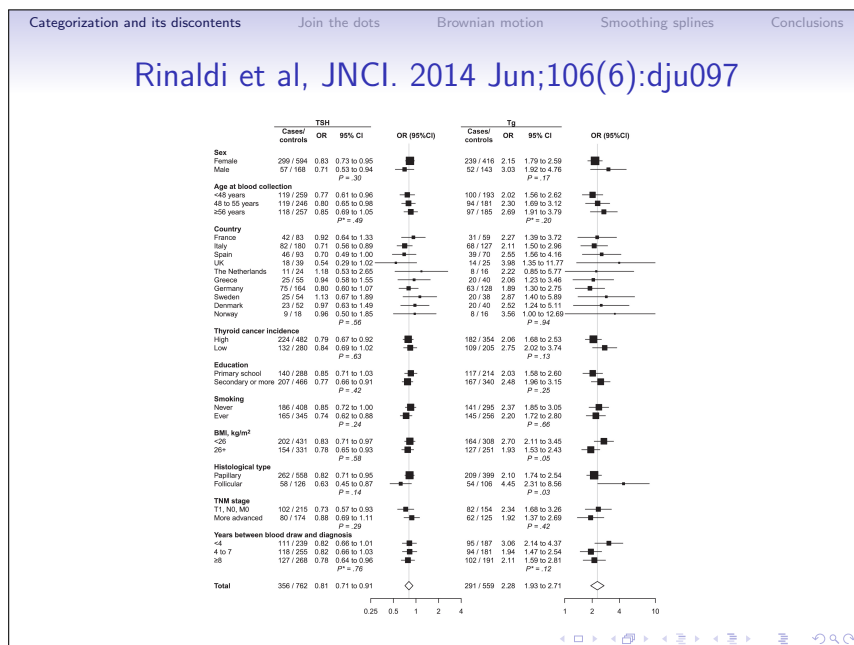 Categorization and its discontents Join the dots Brownian motion Smoothing splines Conclusions
Rinaldi et al, JNCI. 2014 Jun;106(6):dju097
TSH Tg
Cases/ controls OR 95% CI OR (95%CI) Cases/ controls OR 95% CI OR (95%CI)
Sex
Female 299 / 594 0.83 0.73 to 0.95 239 / 416 2.15 1.79 to 2.59
Male 57 / 168 0.71 0.53 to 0.94 52 / 143 3.03 1.92 to 4.76
P = .30 P = .17
Age at blood collection
<48 years 119 / 259 0.77 0.61 to 0.96 100 / 193 2.02 1.56 to 2.62
48 to 55 years 119 / 246 0.80 0.65 to 0.98 94 / 181 2.30 1.69 to 3.12
≥56 years 118 / 257 0.85 0.69 to 1.05 97 / 185 2.69 1.91 to 3.79
P* = .49 P* = .20
Country
France 42 / 83 0.92 0.64 to 1.33 31 / 59 2.27 1.39 to 3.72
Italy 82 / 180 0.71 0.56 to 0.89 68 / 127 2.11 1.50 to 2.96
Spain 46 / 93 0.70 0.49 to 1.00 39 / 70 2.55 1.56 to 4.16
UK 18 / 39 0.54 0.29 to 1.02 14 / 25 3.98 1.35 to 11.77
The Netherlands 11 / 24 1.18 0.53 to 2.65 8 / 16 2.22 0.85 to 5.77
Greece 25 / 55 0.94 0.58 to 1.55 20 / 40 2.06 1.23 to 3.46
Germany 75 / 164 0.80 0.60 to 1.07 63 / 128 1.89 1.30 to 2.75
Sweden 25 / 54 1.13 0.67 to 1.89 20 / 38 2.87 1.40 to 5.89
Denmark 23 / 52 0.97 0.63 to 1.49 20 / 40 2.52 1.24 to 5.11
Norway 9 / 18 0.96 0.50 to 1.85 8 / 16 3.56 1.00 to 12.69
P = .56 P = .94
Thyroid cancer incidence
High 224 / 482 0.79 0.67 to 0.92 182 / 354 2.06 1.68 to 2.53
Low 132 / 280 0.84 0.69 to 1.02 109 / 205 2.75 2.02 to 3.74
P = .63 P = .13
Education
Primary school 140 / 288 0.85 0.71 to 1.03 117 / 214 2.03 1.58 to 2.60
Secondary or more 207 / 466 0.77 0.66 to 0.91 167 / 340 2.48 1.96 to 3.15
P = .42 P = .25
Smoking
Never 186 / 408 0.85 0.72 to 1.00 141 / 295 2.37 1.85 to 3.05
Ever 165 / 345 0.74 0.62 to 0.88 145 / 256 2.20 1.72 to 2.80
P = .24 P = .66
BMI, kg/m²
<26 202 / 431 0.83 0.71 to 0.97 164 / 308 2.70 2.11 to 3.45
26+ 154 / 331 0.78 0.65 to 0.93 127 / 251 1.93 1.53 to 2.43
P = .58 P = .05
Histological type
Papillary 262 / 558 0.82 0.71 to 0.95 209 / 399 2.10 1.74 to 2.54
Follicular 58 / 126 0.63 0.45 to 0.87 54 / 106 4.45 2.31 to 8.56
P = .14 P = .03
TNM stage
T1, N0, M0 102 / 215 0.73 0.57 to 0.93 82 / 154 2.34 1.68 to 3.26
More advanced 80 / 174 0.88 0.69 to 1.11 62 / 125 1.92 1.37 to 2.69
P = .29 P = .42
Years between blood draw and diagnosis
<4 111 / 239 0.82 0.66 to 1.01 95 / 187 3.06 2.14 to 4.37
4 to 7 118 / 255 0.82 0.66 to 1.03 94 / 181 1.94 1.47 to 2.54
≥8 127 / 268 0.78 0.64 to 0.96 102 / 191 2.11 1.59 to 2.81
P* = .76 P* = .12
Total 356 / 762 0.81 0.71 to 0.91 291 / 559 2.28 1.93 to 2.71
0.25 0.5 1 2 4 1 2 4 10